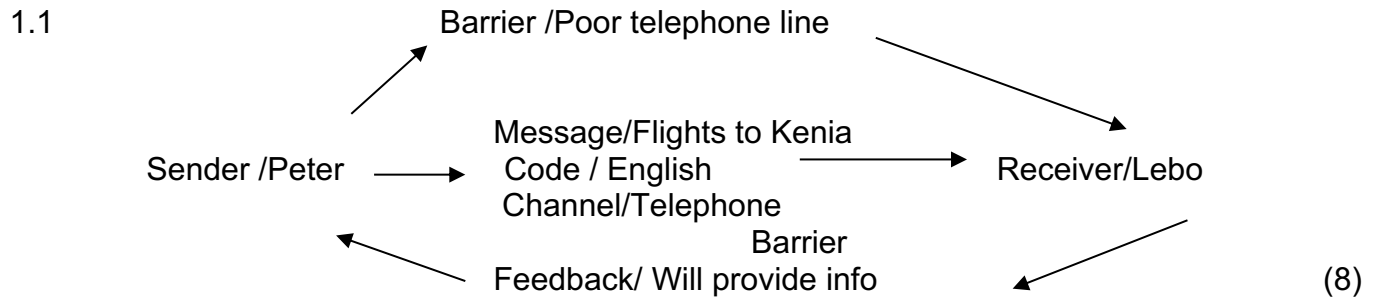 1.1
Barrier /Poor telephone line
Message/Flights to Kenia
Sender /Peter
Code / English
Receiver/Lebo
Channel/Telephone
Barrier
Feedback/ Will provide info
(8)